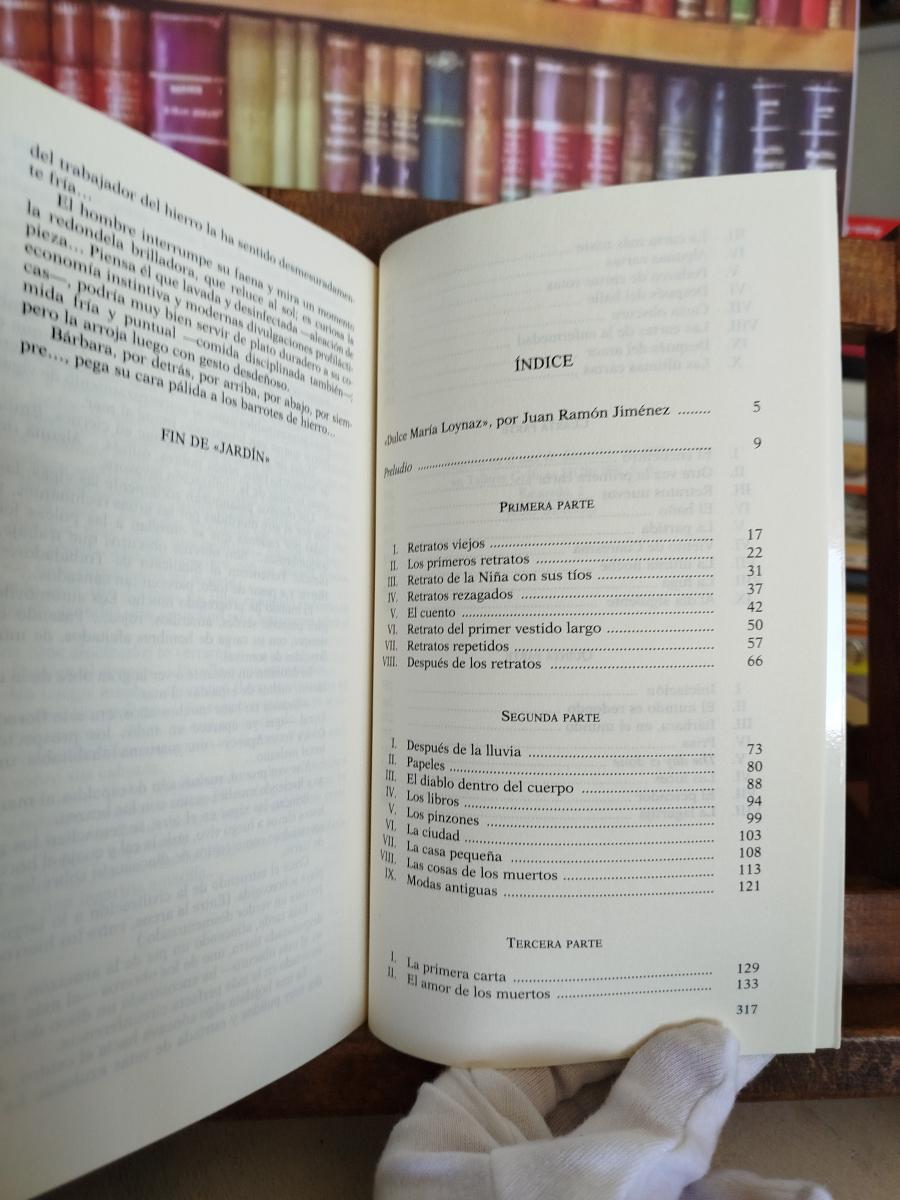 del trabajador del hierro la ha sentido desmesuradamen-
te fría...
El hombre interrumpe su faena y mira un momento
la redondela brilladora, que reluce al sol; es curiosa la
pieza... Piensa él que lavada y desinfectada —aleación de
economía instintiva y modernas divulgaciones profilácti-
cas—, podría muy bien servir de plato duradero a su co-
mida fría y puntual —comida disciplinada también—;
pero la arroja luego con gesto desdeñoso.
Bárbara, por detrás, por arriba, por abajo, por siem-
pre..., pega su cara pálida a los barrotes de hierro...
FIN DE «JARDÍN»
ÍNDICE
«Dulce María Loynaz», por Juan Ramón Jiménez ........ 5
Preludio ........ 9
PRIMERA PARTE
I. Retratos viejos ........ 17
II. Los primeros retratos ........ 22
III. Retrato de la Niña con sus tíos ........ 31
IV. Retratos rezagados ........ 37
V. El cuento ........ 42
VI. Retrato del primer vestido largo ........ 50
VII. Retratos repetidos ........ 57
VIII. Después de los retratos ........ 66
SEGUNDA PARTE
I. Después de la lluvia ........ 73
II. Papeles ........ 80
III. El diablo dentro del cuerpo ........ 88
IV. Los libros ........ 94
V. Los pinzones ........ 99
VI. La ciudad ........ 103
VII. La casa pequeña ........ 108
VIII. Las cosas de los muertos ........ 113
IX. Modas antiguas ........ 121
TERCERA PARTE
I. La primera carta ........ 129
II. El amor de los muertos ........ 133
317